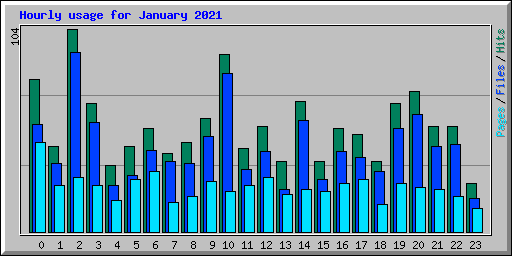 Hourly usage for January 2021
104
Pages/Files/Hits
0 1 2 3 4 5 6 7 8 9 10 11 12 13 14 15 16 17 18 19 20 21 22 23